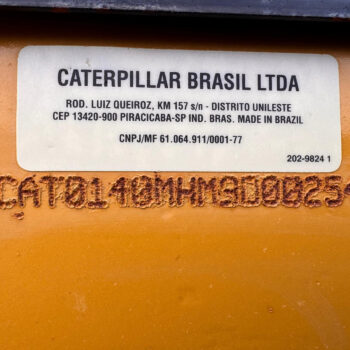 CATERPILLAR BRASIL LTDA
ROD. LUIZ QUEIROZ, KM 157 s/n - DISTRITO UNILESTE
CEP 13420-900 PIRACICABA-SP IND. BRAS. MADE IN BRAZIL
CNPJ/MF 61.064.911/0001-77
202-9824 1
CAT0140MHM9D00254